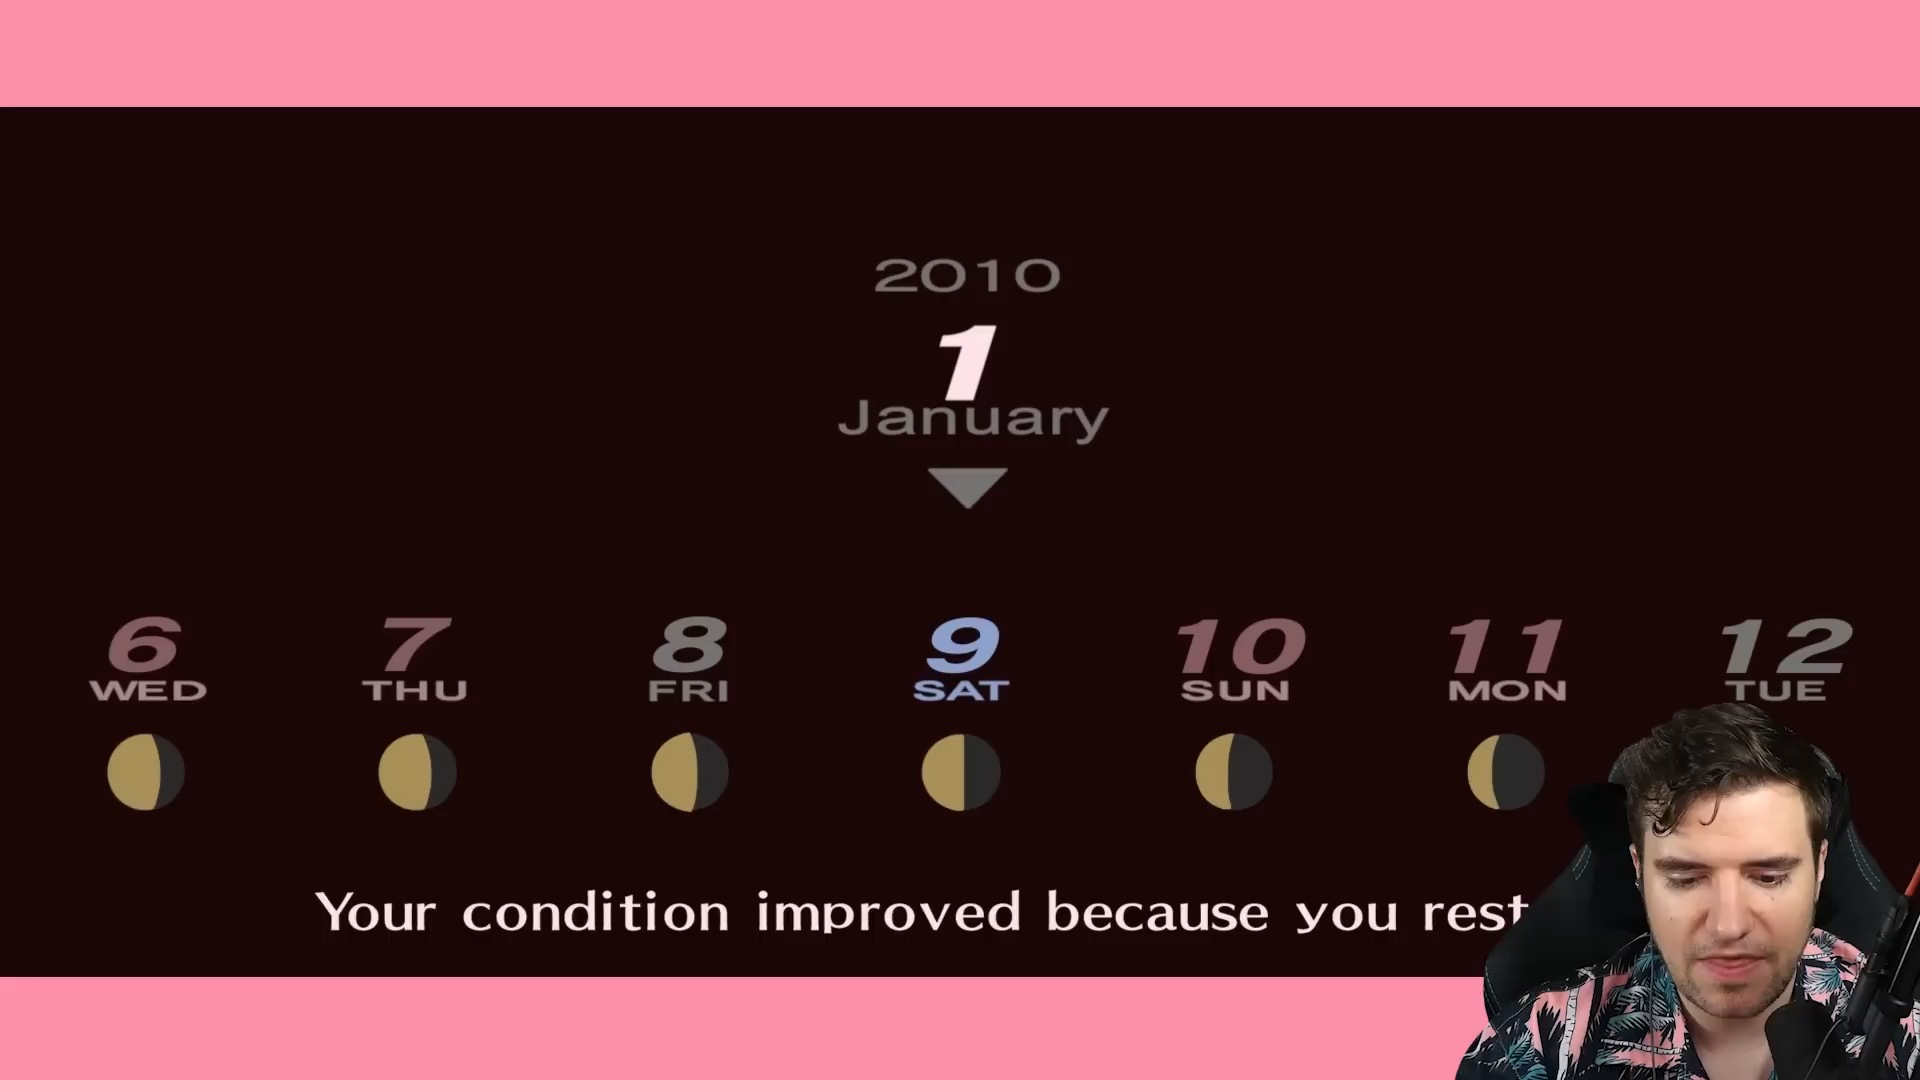 2010
1
January
6 7 8 9 10 11 12
WED THU FRI SAT SUN MON TUE
Your condition improved because you